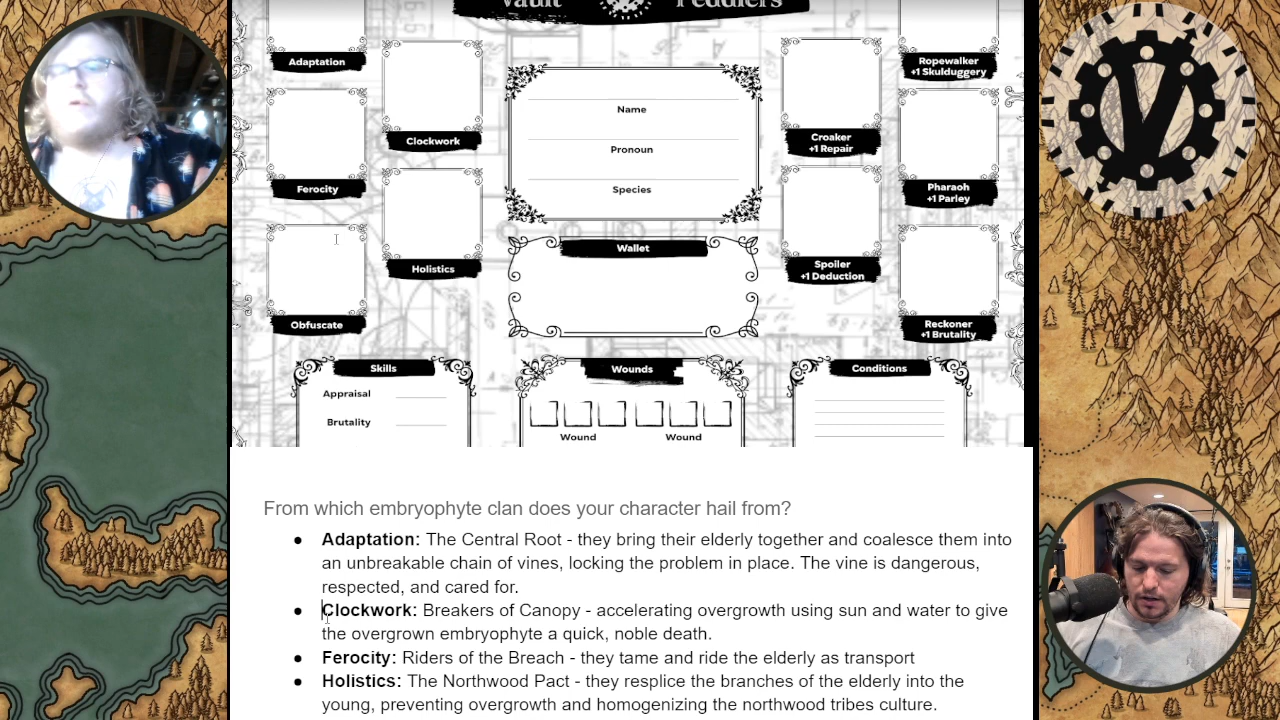 Vault Peddlers
Adaptation
Clockwork
Ferocity
Holistics
Obfuscate
Name
Pronoun
Species
Wallet
Ropewalker
+1 Skulduggery
Croaker
+1 Repair
Pharaoh
+1 Parley
Spoiler
+1 Deduction
Reckoner
+1 Brutality
Skills
Appraisal
Brutality
Wounds
Wound Wound
Conditions
V
From which embryophyte clan does your character hail from?
● Adaptation: The Central Root - they bring their elderly together and coalesce them into
an unbreakable chain of vines, locking the problem in place. The vine is dangerous,
respected, and cared for.
● Clockwork: Breakers of Canopy - accelerating overgrowth using sun and water to give
the overgrown embryophyte a quick, noble death.
● Ferocity: Riders of the Breach - they tame and ride the elderly as transport
● Holistics: The Northwood Pact - they resplice the branches of the elderly into the
young, preventing overgrowth and homogenizing the northwood tribes culture.